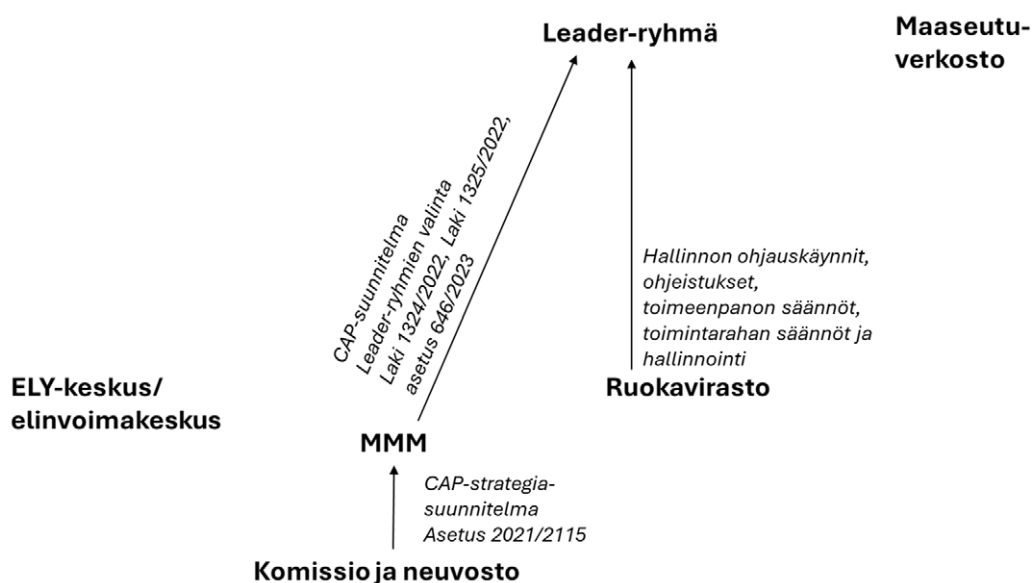 Leader-ryhmä
Maaseutu-
verkosto
CAP-suunnitelma
Leader-ryhmien valinta
Laki 1324/2022, Laki 1325/2022,
asetus 646/2023
Hallinnon ohjauskäynnit,
ohjeistukset,
toimeenpanon säännöt,
toimintarahan säännöt ja
hallinnointi
ELY-keskus/
elinvoimakeskus
Ruokavirasto
MMM
CAP-strategia-
suunnitelma
Asetus 2021/2115
Komissio ja neuvosto